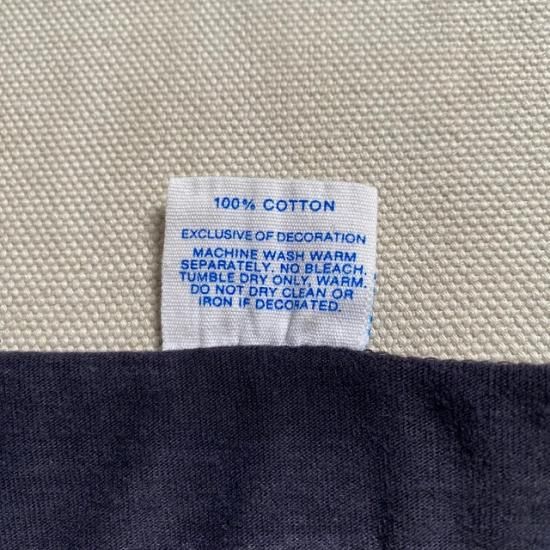 100% COTTON
EXCLUSIVE OF DECORATION
MACHINE WASH WARM
SEPARATELY. NO BLEACH.
TUMBLE DRY ONLY, WARM.
DO NOT DRY CLEAN OR
IRON IF DECORATED.